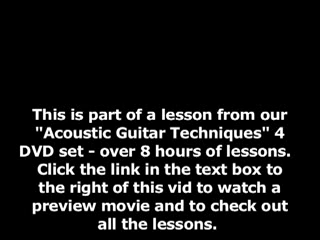 This is part of a lesson from our
"Acoustic Guitar Techniques" 4
DVD set - over 8 hours of lessons.
Click the link in the text box to
the right of this vid to watch a
preview movie and to check out
all the lessons.